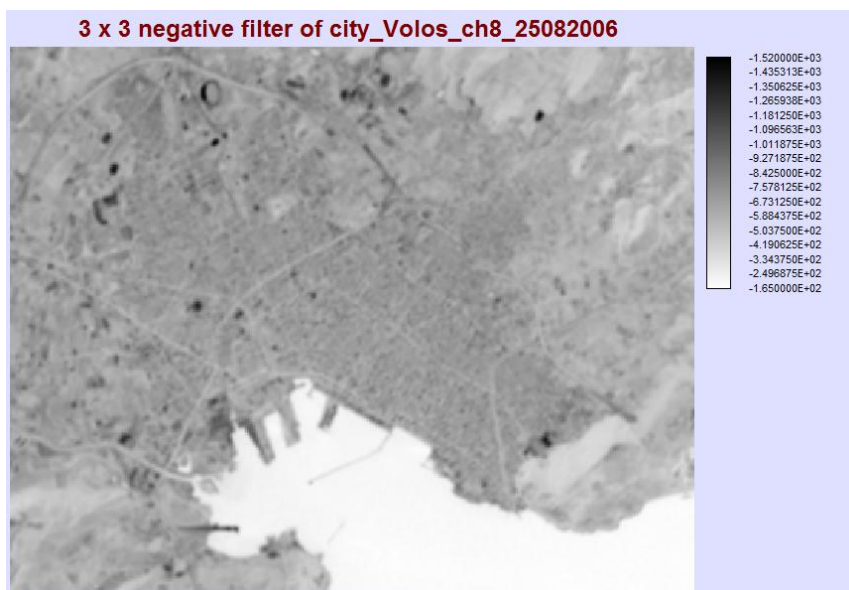 3 x 3 negative filter of city_Volos_ch8_25082006
-1.520000E+03
-1.435313E+03
-1.350625E+03
-1.265938E+03
-1.181250E+03
-1.096563E+03
-1.011875E+03
-9.271875E+02
-8.425000E+02
-7.578125E+02
-6.731250E+02
-5.884375E+02
-5.037500E+02
-4.190625E+02
-3.343750E+02
-2.496875E+02
-1.650000E+02